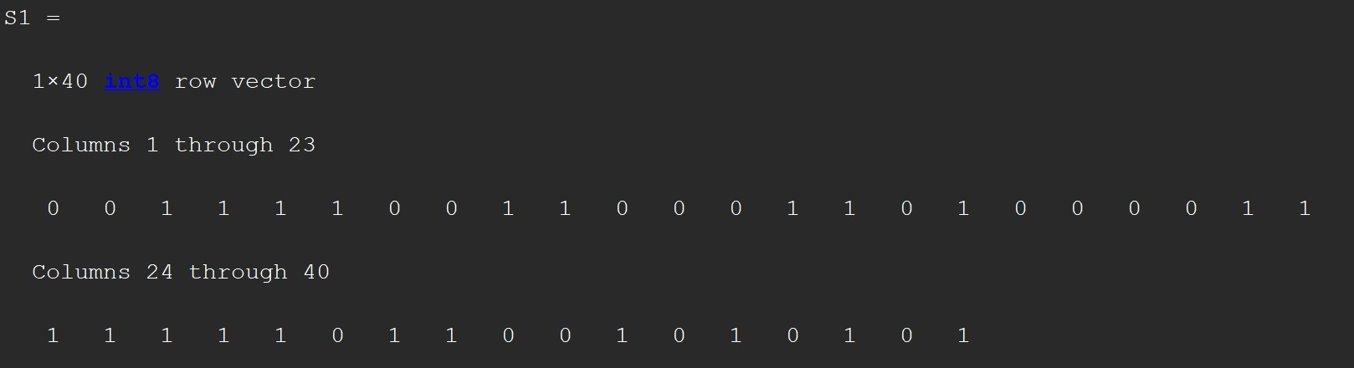 S1 =
1×40 int8 row vector
Columns 1 through 23
0 0 1 1 1 1 0 0 1 1 0 0 0 1 1 0 1 0 0 0 0 1 1
Columns 24 through 40
1 1 1 1 1 0 1 1 0 0 1 0 1 0 1 0 1